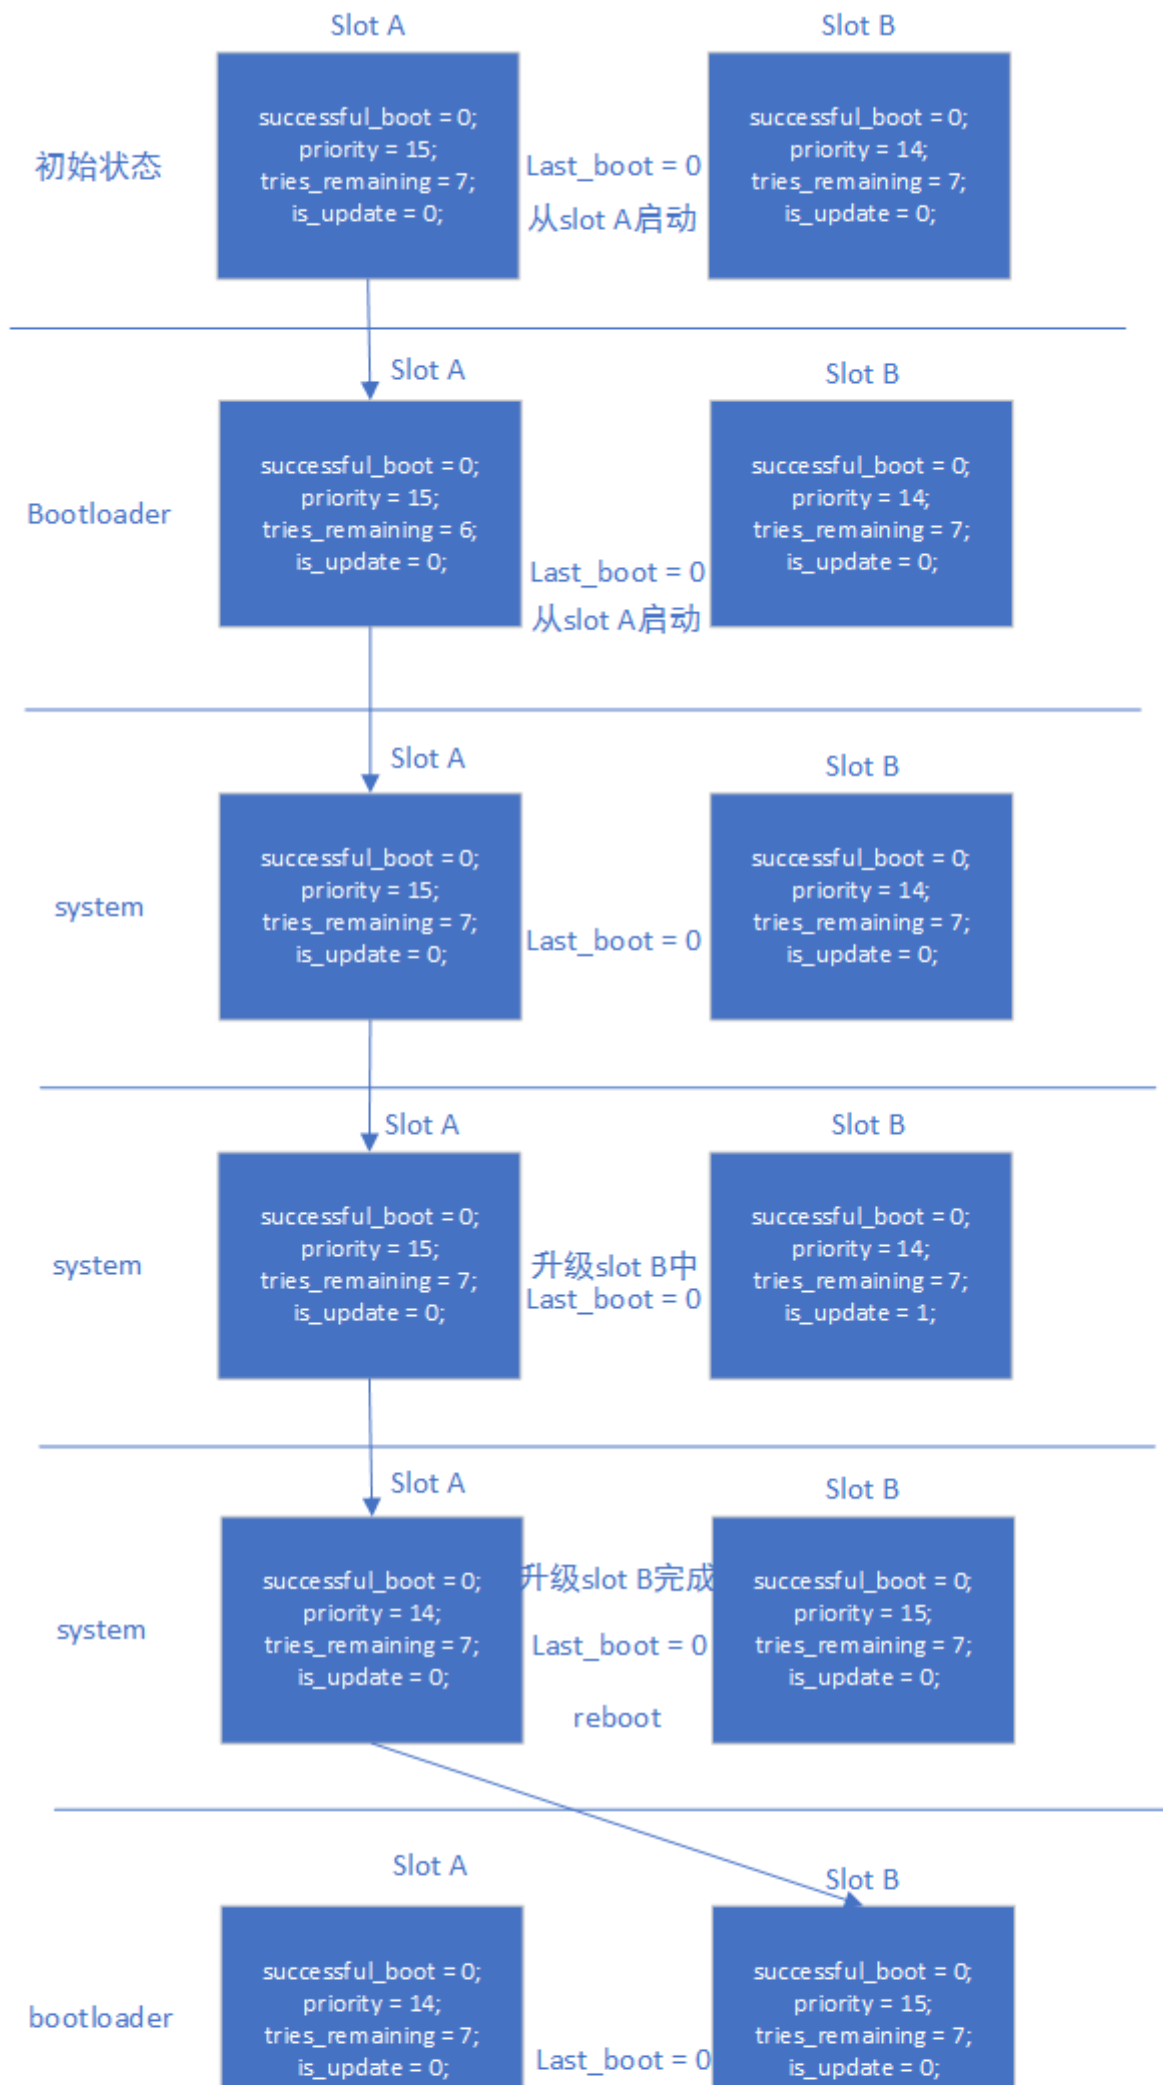 Slot A
Slot B
初始状态
successful_boot = 0;
priority = 15;
tries_remaining = 7;
is_update = 0;
Last_boot = 0
从slot A启动
successful_boot = 0;
priority = 14;
tries_remaining = 7;
is_update = 0;
Slot A
Slot B
Bootloader
successful_boot = 0;
priority = 15;
tries_remaining = 6;
is_update = 0;
Last_boot = 0
从slot A启动
successful_boot = 0;
priority = 14;
tries_remaining = 7;
is_update = 0;
Slot A
Slot B
system
successful_boot = 0;
priority = 15;
tries_remaining = 7;
is_update = 0;
Last_boot = 0
successful_boot = 0;
priority = 14;
tries_remaining = 7;
is_update = 0;
Slot A
Slot B
system
successful_boot = 0;
priority = 15;
tries_remaining = 7;
is_update = 0;
升级slot B中
Last_boot = 0
successful_boot = 0;
priority = 14;
tries_remaining = 7;
is_update = 1;
Slot A
Slot B
system
successful_boot = 0;
priority = 14;
tries_remaining = 7;
is_update = 0;
升级slot B完成
Last_boot = 0
reboot
successful_boot = 0;
priority = 15;
tries_remaining = 7;
is_update = 0;
Slot A
Slot B
bootloader
successful_boot = 0;
priority = 14;
tries_remaining = 7;
is_update = 0;
Last_boot = 0
successful_boot = 0;
priority = 15;
tries_remaining = 7;
is_update = 0;